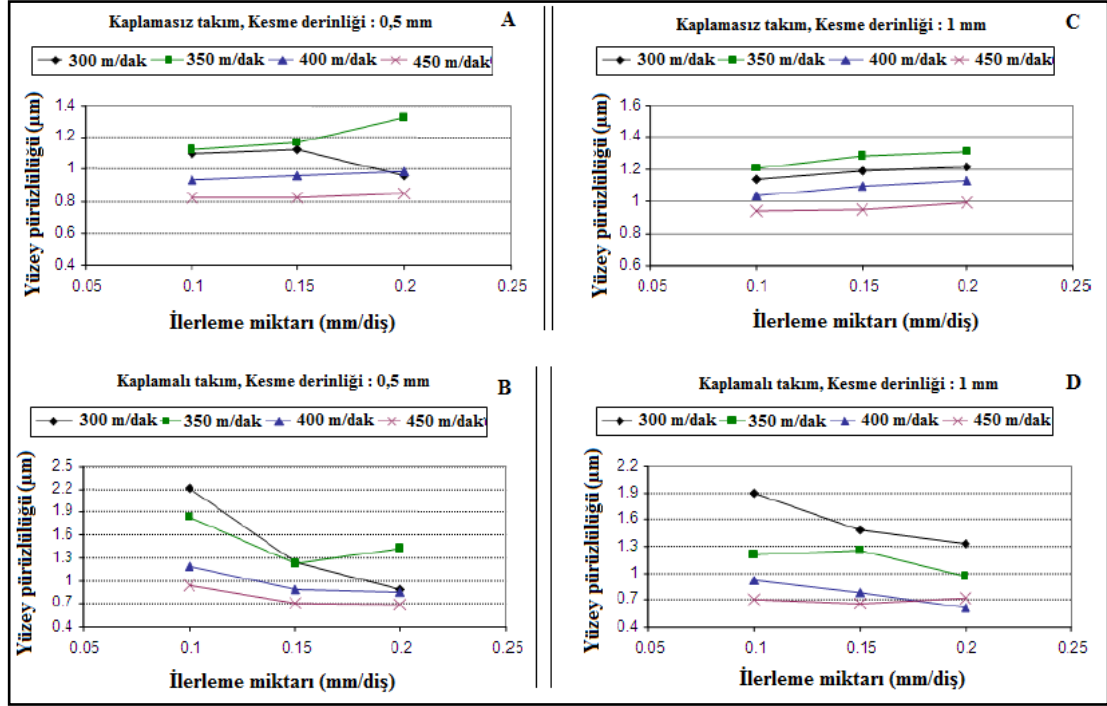 Kaplamasız takım, Kesme derinliği : 0,5 mm
A
300 m/dak 350 m/dak 400 m/dak 450 m/dak
Yüzey pürüzlülüğü (µm)
1.4
1.2
1
0.8
0.6
0.4
0.05 0.1 0.15 0.2 0.25
İlerleme miktarı (mm/diş)
Kaplamasız takım, Kesme derinliği : 1 mm
C
300 m/dak 350 m/dak 400 m/dak 450 m/dak
Yüzey pürüzlülüğü (µm)
1.6
1.4
1.2
1
0.8
0.6
0.05 0.1 0.15 0.2 0.25
İlerleme miktarı (mm/diş)
Kaplamalı takım, Kesme derinliği : 0,5 mm
B
300 m/dak 350 m/dak 400 m/dak 450 m/dak
Yüzey pürüzlülüğü (µm)
2.5
2.2
1.9
1.6
1.3
1
0.7
0.4
0.05 0.1 0.15 0.2 0.25
İlerleme miktarı (mm/diş)
Kaplamalı takım, Kesme derinliği : 1 mm
D
300 m/dak 350 m/dak 400 m/dak 450 m/dak
Yüzey pürüzlülüğü (µm)
2.2
1.9
1.6
1.3
1
0.7
0.4
0.05 0.1 0.15 0.2 0.25
İlerleme miktarı (mm/diş)